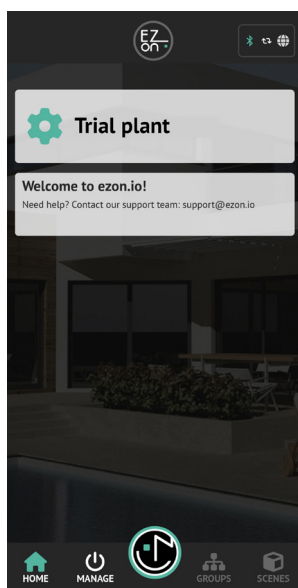 EZ
on
Trial plant
Welcome to ezon.io!
Need help? Contact our support team: support@ezon.io
HOME
MANAGE
GROUPS
SCENES